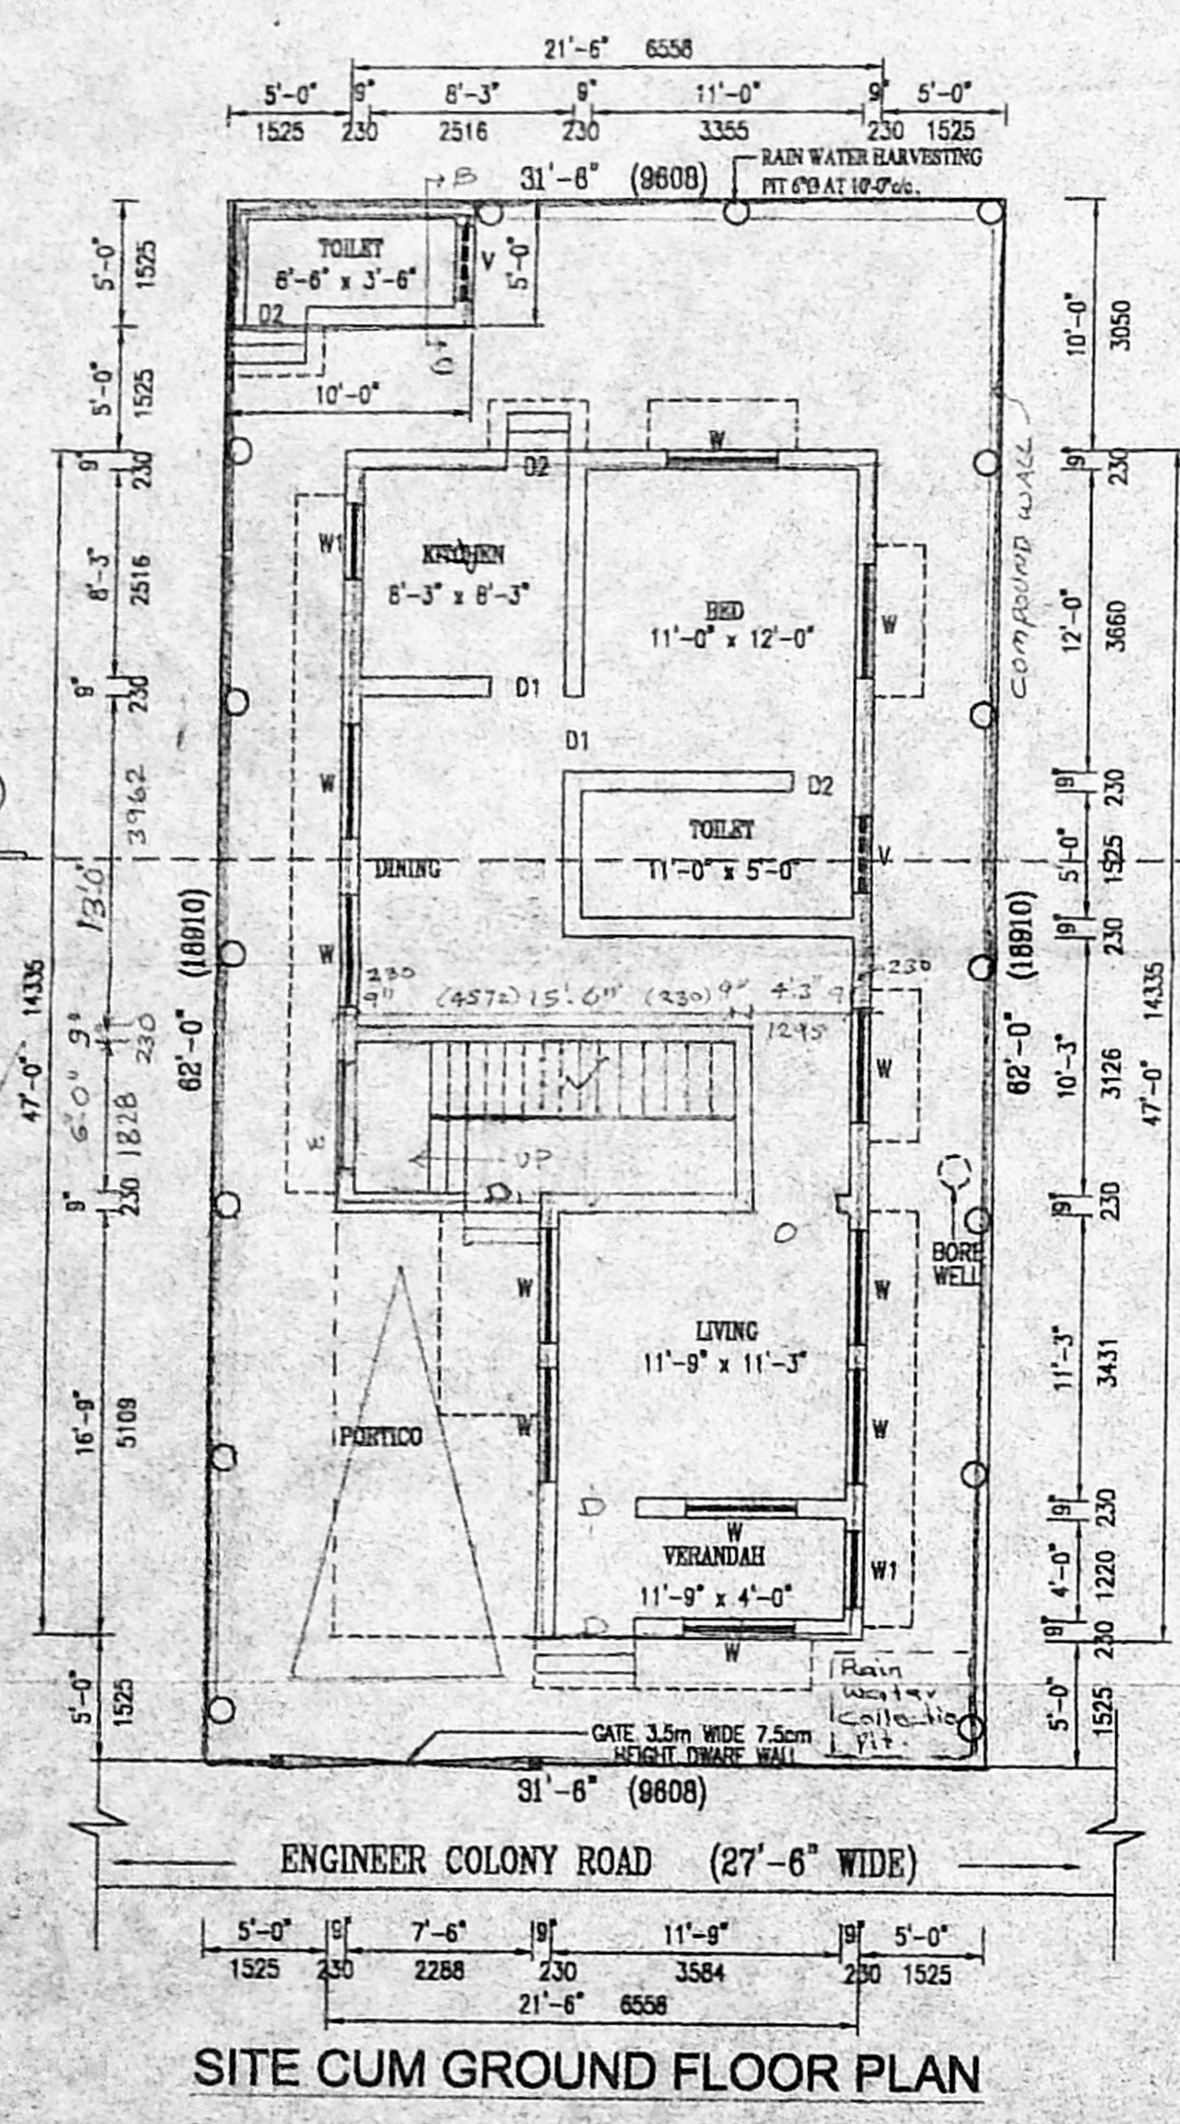 21'-6" 6558
5'-0" 9" 8'-3" 9" 11'-0" 9" 5'-0"
1525 230 2516 230 3355 230 1525
RAIN WATER HARVESTING
31'-6" (9608)
PIT 6"Ø AT 10'-0"c/c.
B
TOILET
8'-6" x 3'-6"
V
5'-0"
D2
5'-0" 1525
5'-0" 1525
10'-0"
10'-0" 3050
9" 230
D2
W
9" 230
COMPOUND WALL
W1
KITCHEN
8'-3" x 8'-3"
8'-3" 2516
BED
11'-0" x 12'-0"
W
12'-0" 3660
9" 230
D1
D1
W
D2
9" 230
13'0" 3962
TOILET
11'-0" x 5'-0"
V
5'-0" 1525
DINING
W
9" 230
62'-0" (18910)
62'-0" (18910)
47'-0" 14335
47'-0" 14335
230
9" (4572) 15'.6" (230) 9" 4'.3" 9" 230
1295
9" 230
W
10'-3" 3126
6'.0" 1828
UP
9" 230
D
9" 230
BORE
WELL
W
W
LIVING
11'-9" x 11'-3"
11'-3" 3431
PORTICO
W
W
16'-9" 5109
D
9" 230
W
VERANDAH
11'-9" x 4'-0"
W1
4'-0" 1220
D
9" 230
W
Rain
Water
Collectio
Pit.
5'-0" 1525
5'-0" 1525
GATE 3.5m WIDE 7.5cm
HEIGHT DWARF WALL
31'-6" (9608)
ENGINEER COLONY ROAD (27'-6" WIDE)
5'-0" 9" 7'-6" 9" 11'-9" 9" 5'-0"
1525 230 2288 230 3584 230 1525
21'-6" 6558
SITE CUM GROUND FLOOR PLAN